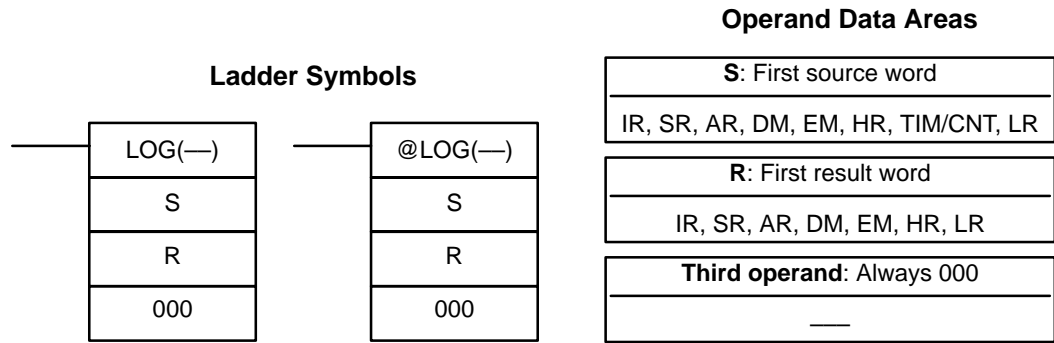 Ladder Symbols
LOG(––)
S
R
000
@LOG(––)
S
R
000
Operand Data Areas
S: First source word
IR, SR, AR, DM, EM, HR, TIM/CNT, LR
R: First result word
IR, SR, AR, DM, EM, HR, LR
Third operand: Always 000
–––